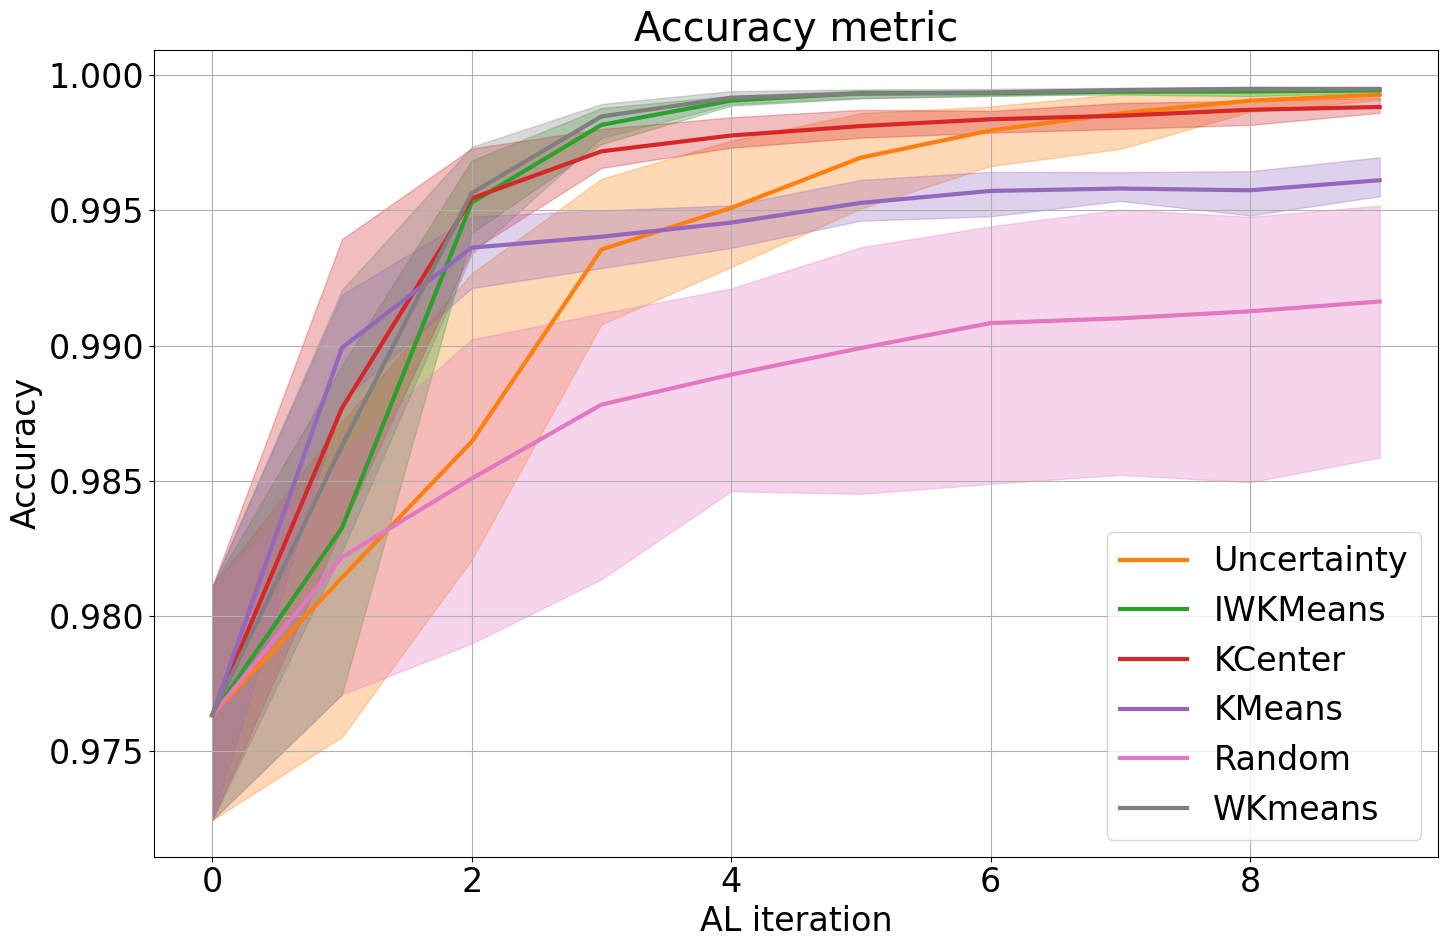 Accuracy metric
1.000
0.995
0.990
0.985
0.980
0.975
Accuracy
0
2
4
6
8
AL iteration
Uncertainty
IWKMeans
KCenter
KMeans
Random
WKmeans